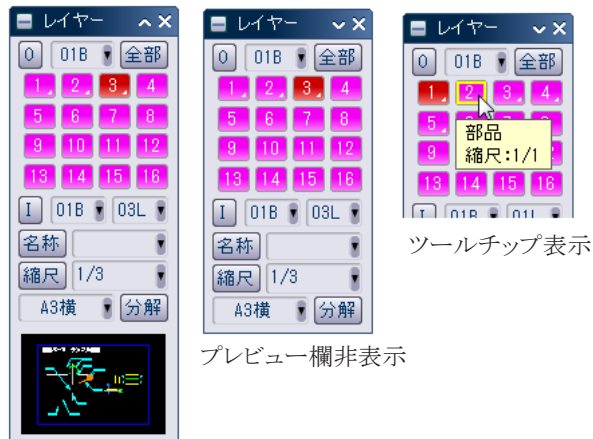 レイヤー
0 01B 全部
1 2 3 4
5 6 7 8
9 10 11 12
13 14 15 16
I 01B 03L
名称
縮尺 1/3
A3横 分解
レイヤー
0 01B 全部
1 2 3 4
5 6 7 8
9 10 11 12
13 14 15 16
I 01B 03L
名称
縮尺 1/3
A3横 分解
プレビュー欄非表示
レイヤー
0 01B 全部
1 2 3 4
5
部品
9
縮尺:1/1
13 14 15 16
I 01B 01L
ツールチップ表示